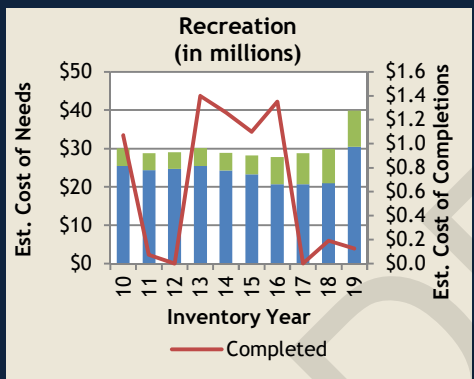 Recreation
(in millions)
Est. Cost of Needs
$50
$40
$30
$20
$10
$0
$1.6
$1.4
$1.2
$1.0
$0.8
$0.6
$0.4
$0.2
$0.0
Est. Cost of Completions
10 11 12 13 14 15 16 17 18 19
Inventory Year
Completed